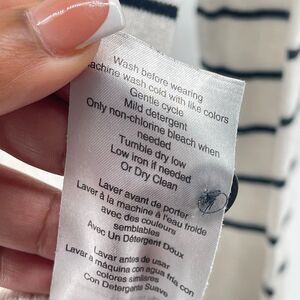 Wash before wearing
achine wash cold with like colors
Gentle cycle
Mild detergent
Only non-chlorine bleach when
needed
Tumble dry low
Low iron if needed
Or Dry Clean
Laver avant de porter
Laver à la machine à l'eau froide
avec des couleurs
semblables
Avec Un Détergent Doux
Lavar antes de usar
Lavar a máquina con agua fría con
colores similares
Con Detergente Suave